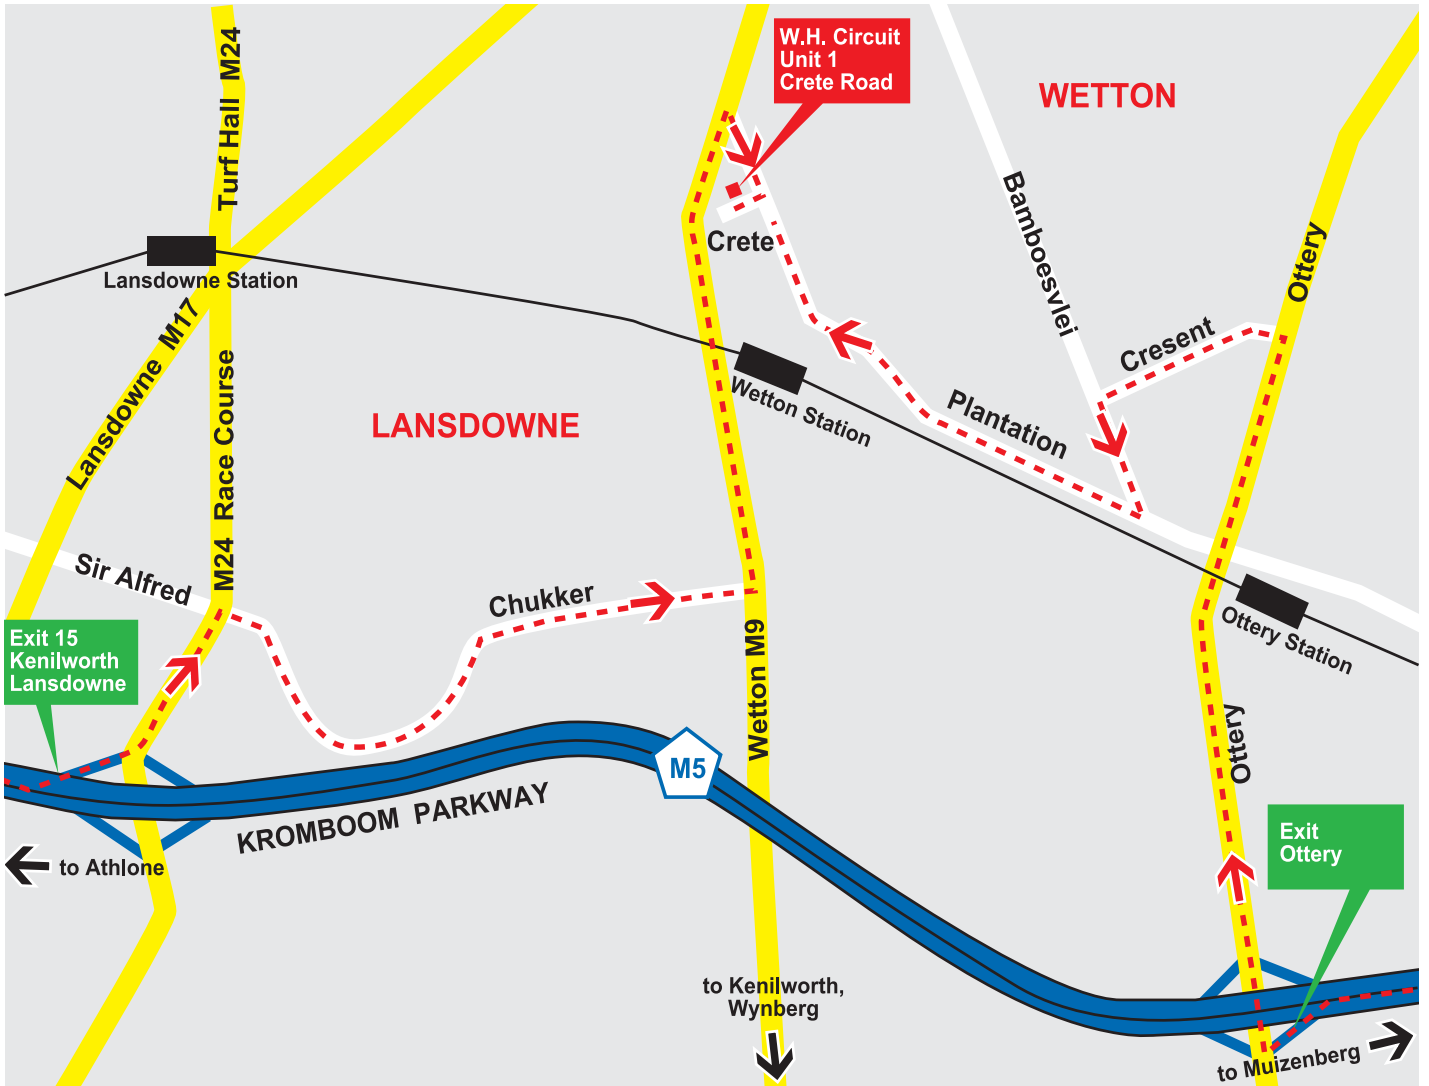 W.H. Circuit
Unit 1
Crete Road
WETTON
Turf Hall M24
Bamboesvlei
Ottery
Crete
Lansdowne Station
Lansdowne M17
Cresent
M24 Race Course
Wetton Station
Plantation
LANSDOWNE
Sir Alfred
Chukker
Exit 15
Kenilworth
Lansdowne
Wetton M9
Ottery Station
Ottery
M5
KROMBOOM PARKWAY
Exit
Ottery
to Athlone
to Kenilworth,
Wynberg
to Muizenberg